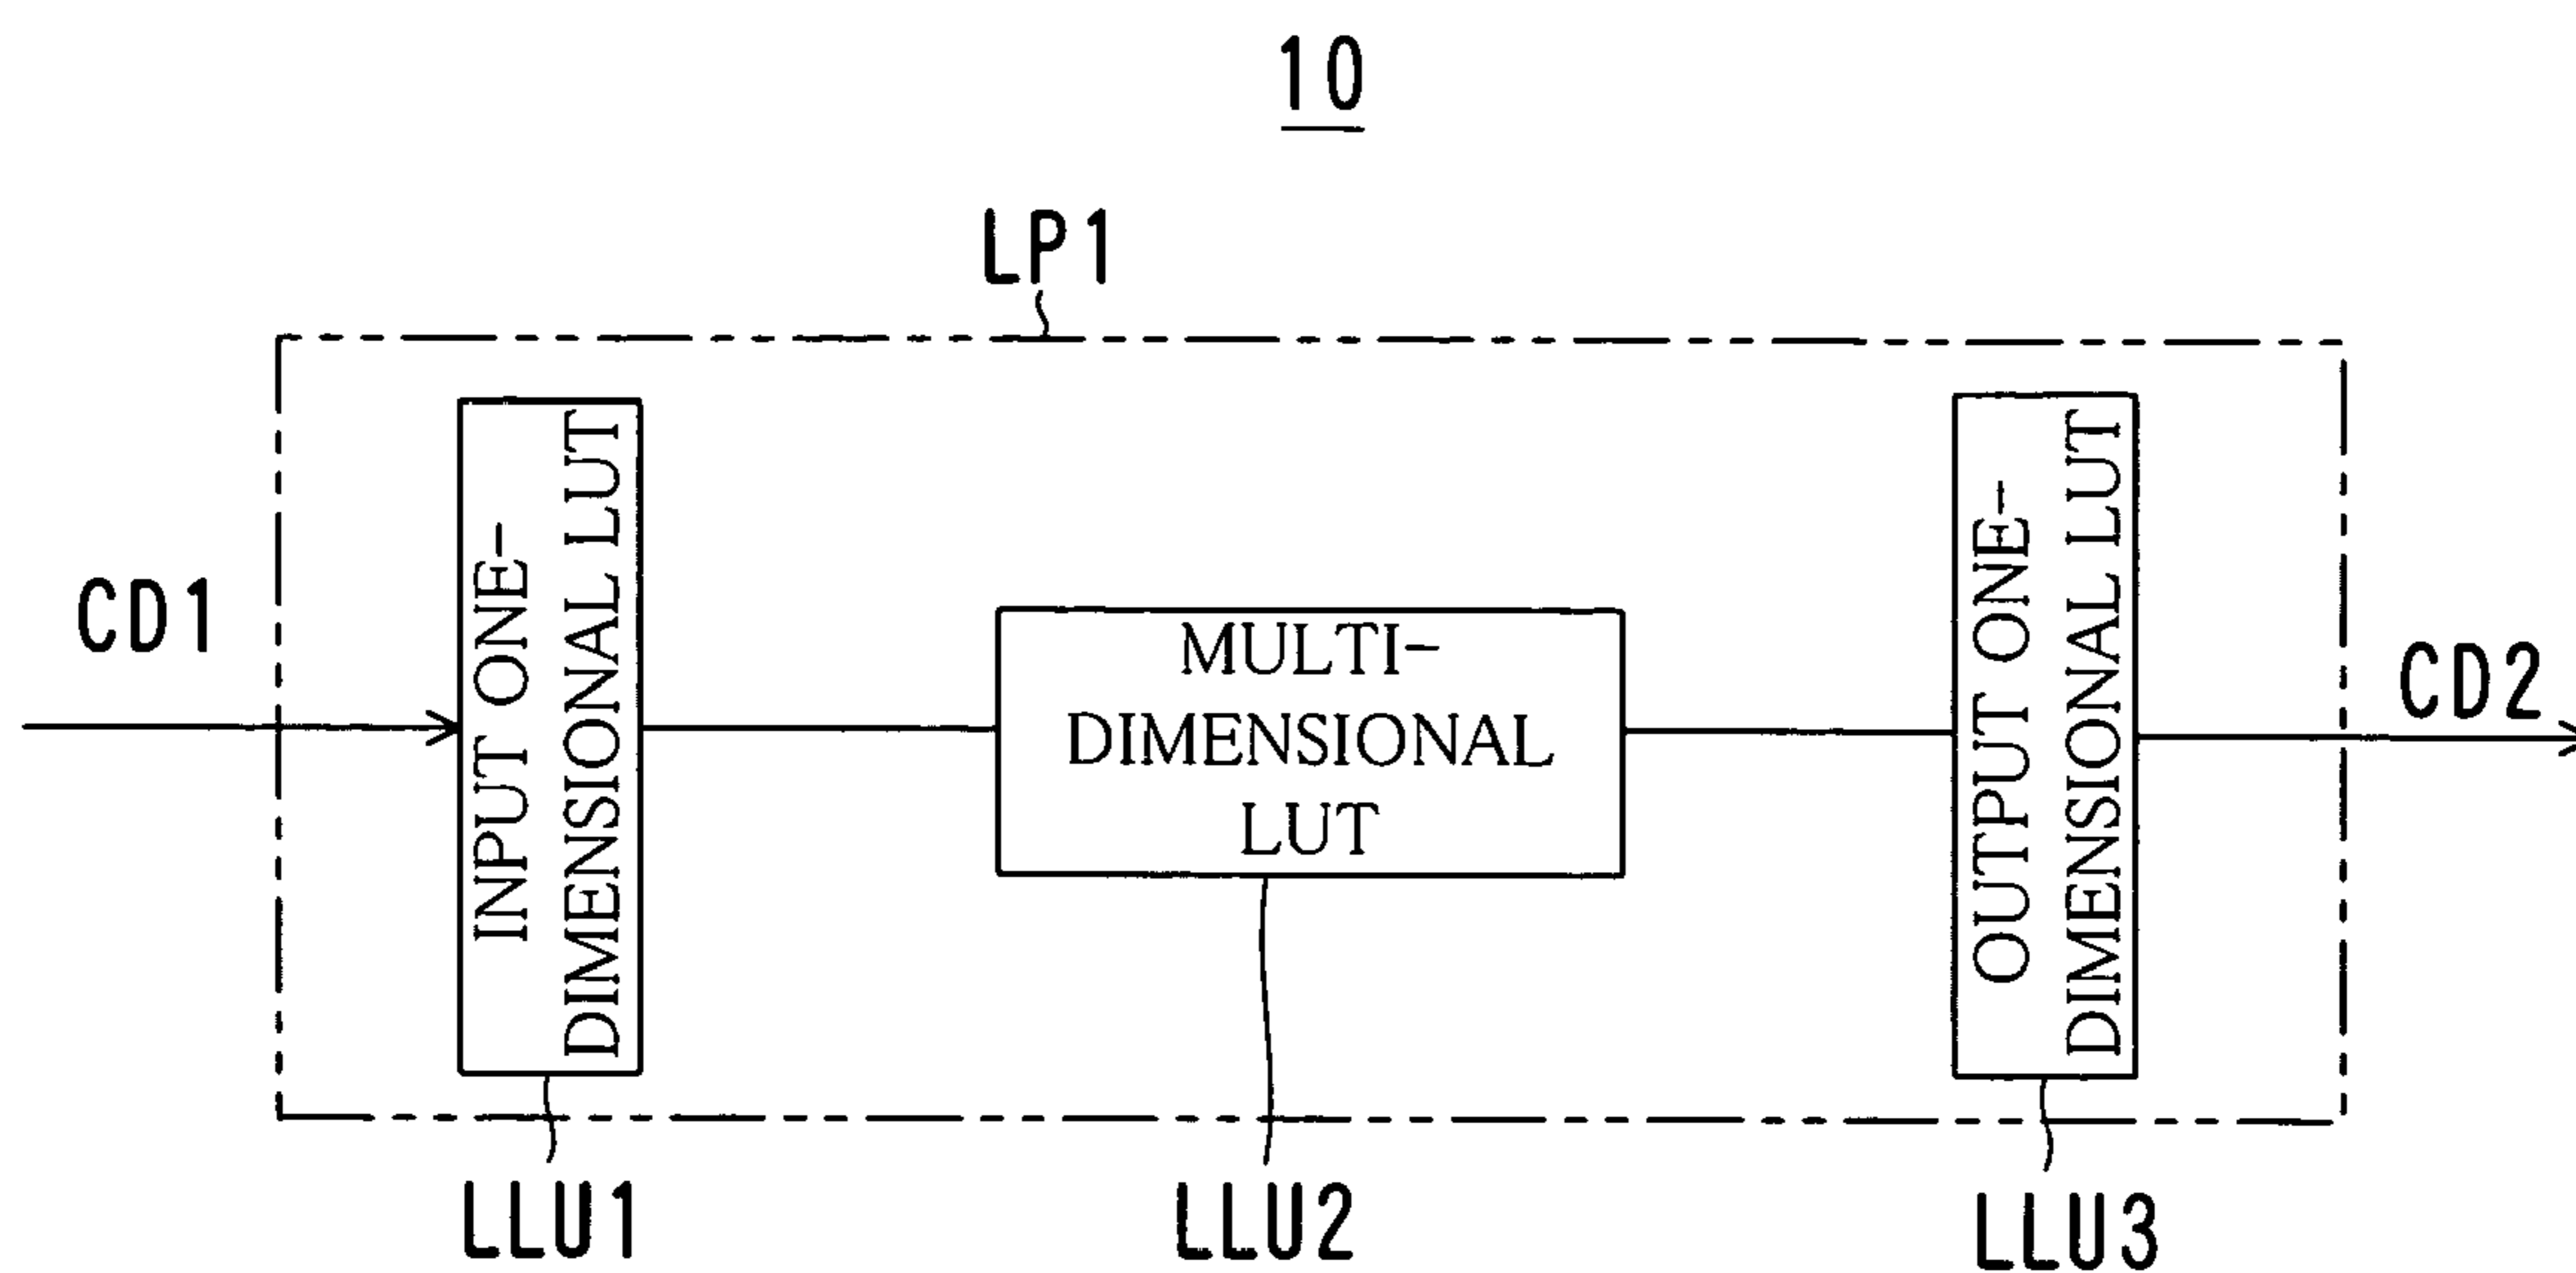 10
LP1
CD1
INPUT ONE-
DIMENSIONAL LUT
MULTI-
DIMENSIONAL
LUT
OUTPUT ONE-
DIMENSIONAL LUT
CD2
LLU1
LLU2
LLU3